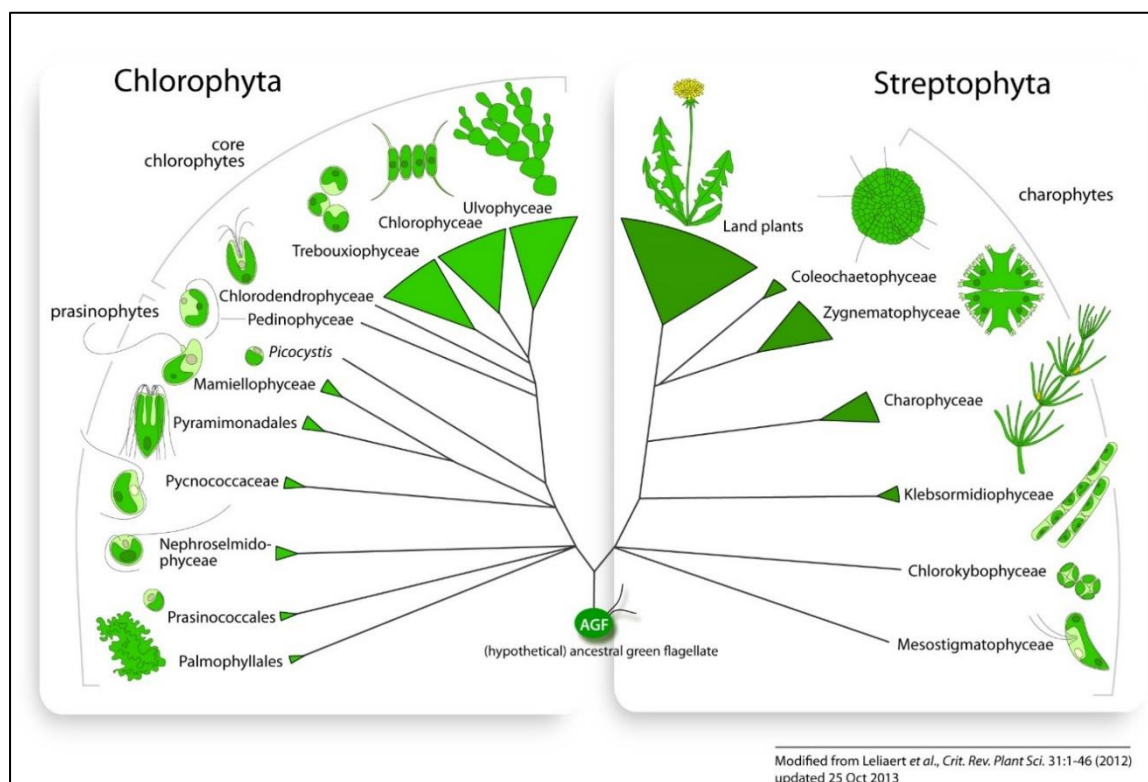 Chlorophyta
Streptophyta
core
chlorophytes
charophytes
Ulvophyceae
Chlorophyceae
Trebouxiophyceae
Land plants
Coleochaetophyceae
Chlorodendrophyceae
prasinophytes
Pedinophyceae
Zygnematophyceae
Picocystis
Mamiellophyceae
Charophyceae
Pyramimonadales
Pycnococcaceae
Klebsormidiophyceae
Nephroselmido-
phyceae
Chlorokybophyceae
Prasinococcales
AGF
Mesostigmatophyceae
(hypothetical) ancestral green flagellate
Palmophyllales
Modified from Leliaert et al., Crit. Rev. Plant Sci. 31:1-46 (2012)
updated 25 Oct 2013